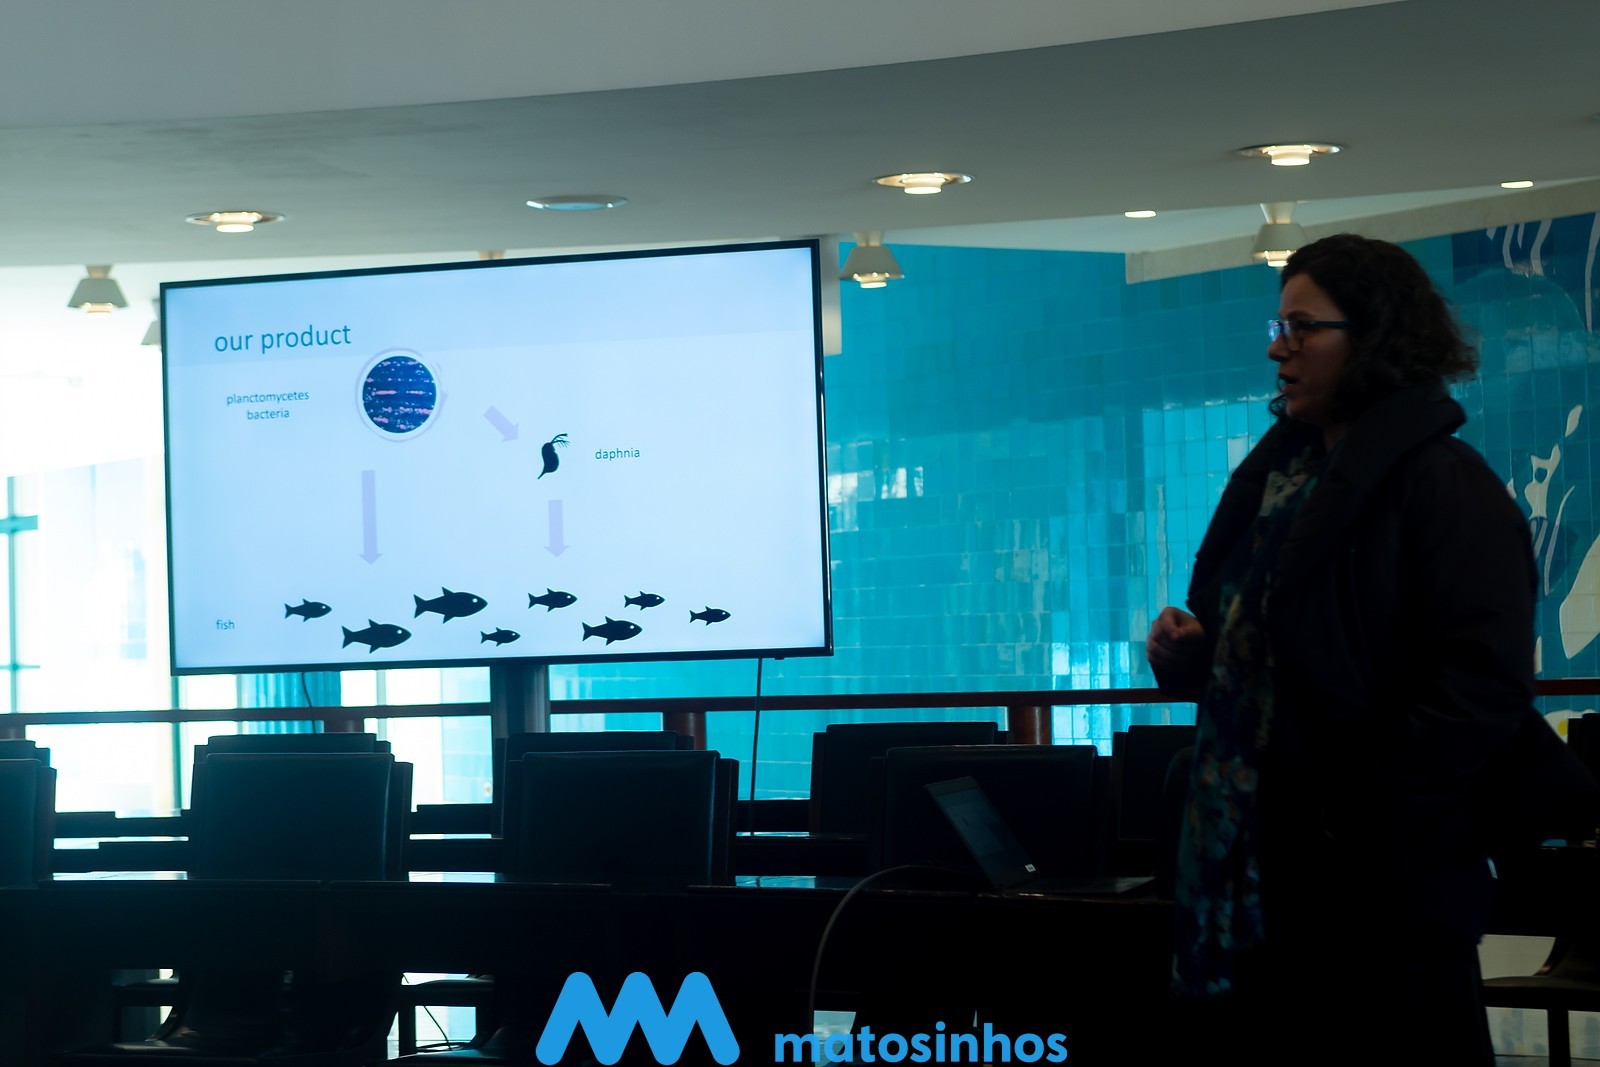 our product
planctomycetes
bacteria
daphnia
fish
matosinhos